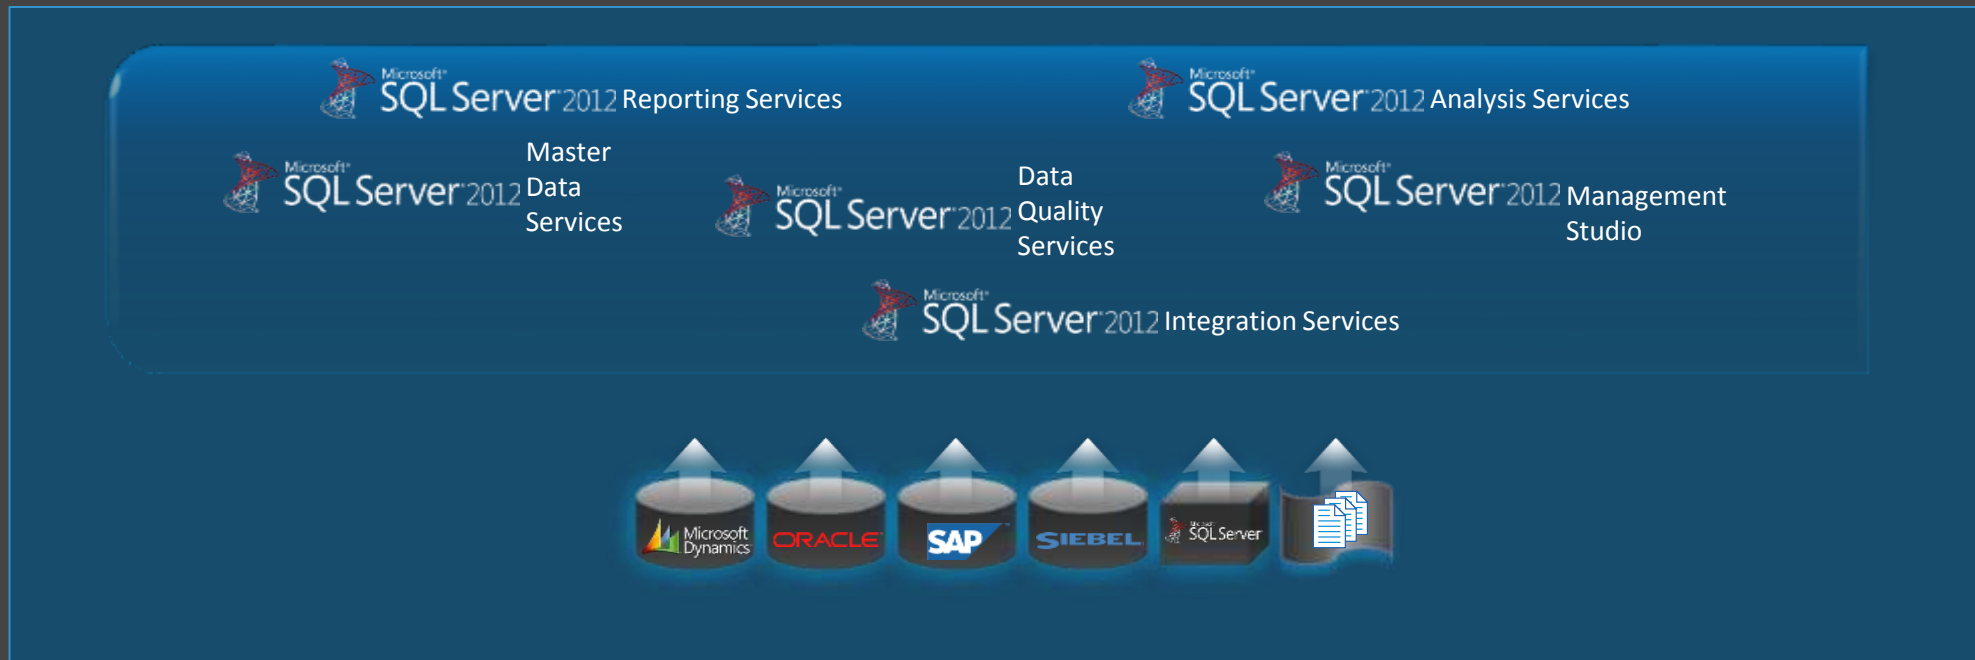 Microsoft®
SQL Server® 2012 Reporting Services
Microsoft®
SQL Server® 2012 Analysis Services
Microsoft®
SQL Server® 2012
Master
Data
Services
Microsoft®
SQL Server® 2012
Data
Quality
Services
Microsoft®
SQL Server® 2012
Management
Studio
Microsoft®
SQL Server® 2012 Integration Services
Microsoft
Dynamics
ORACLE
SAP
SIEBEL
Microsoft
SQL Server